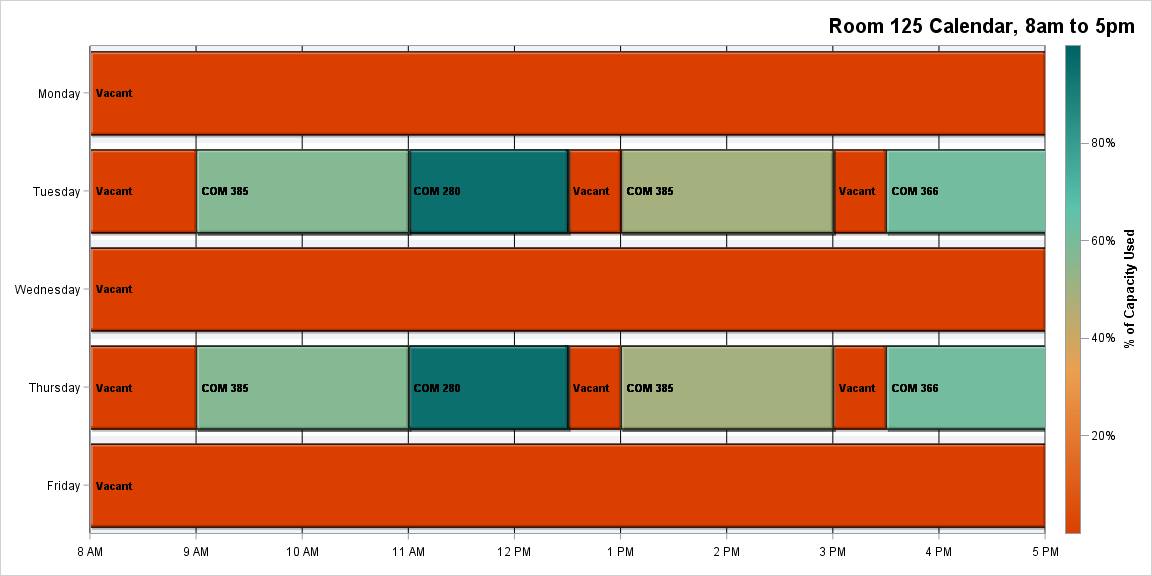 Room 125 Calendar, 8am to 5pm
Monday
Vacant
Tuesday
Vacant COM 385 COM 280 Vacant COM 385 Vacant COM 366
Wednesday
Vacant
Thursday
Vacant COM 385 COM 280 Vacant COM 385 Vacant COM 366
Friday
Vacant
8 AM 9 AM 10 AM 11 AM 12 PM 1 PM 2 PM 3 PM 4 PM 5 PM
80%
60%
40%
20%
% of Capacity Used